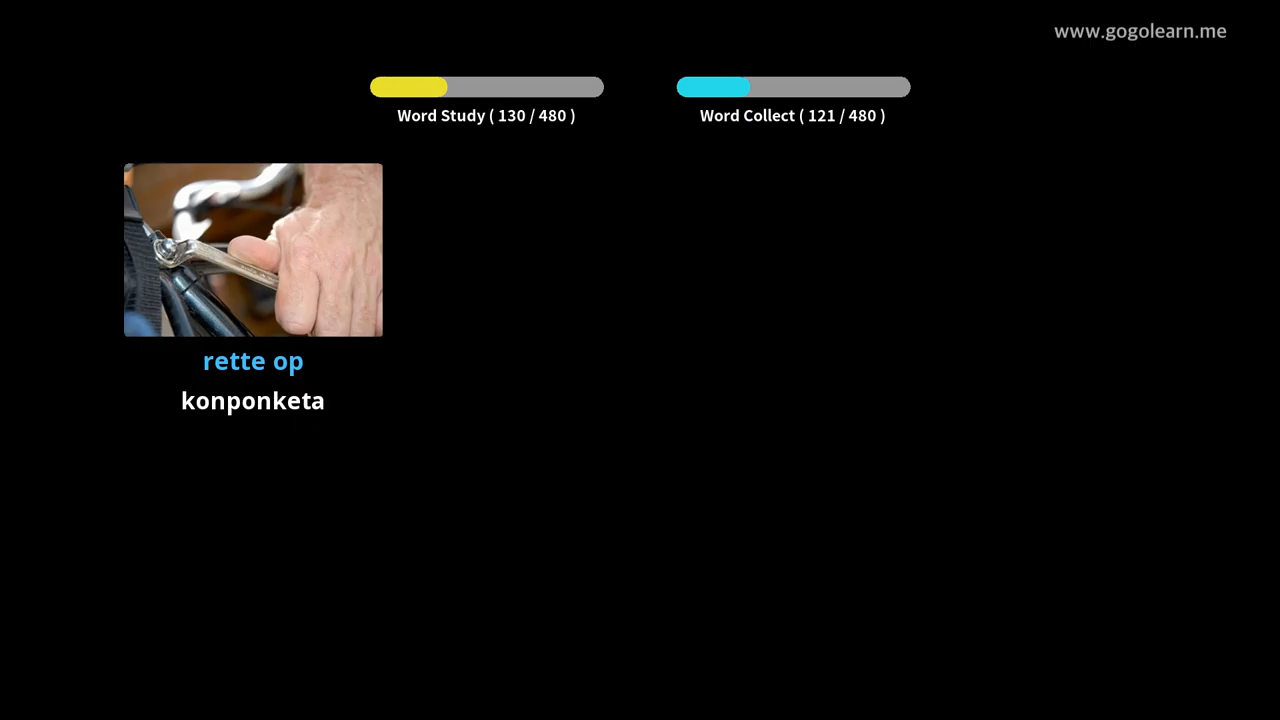 www.gogolearn.me
Word Study ( 130 / 480 )
Word Collect ( 121 / 480 )
rette op
konponketa